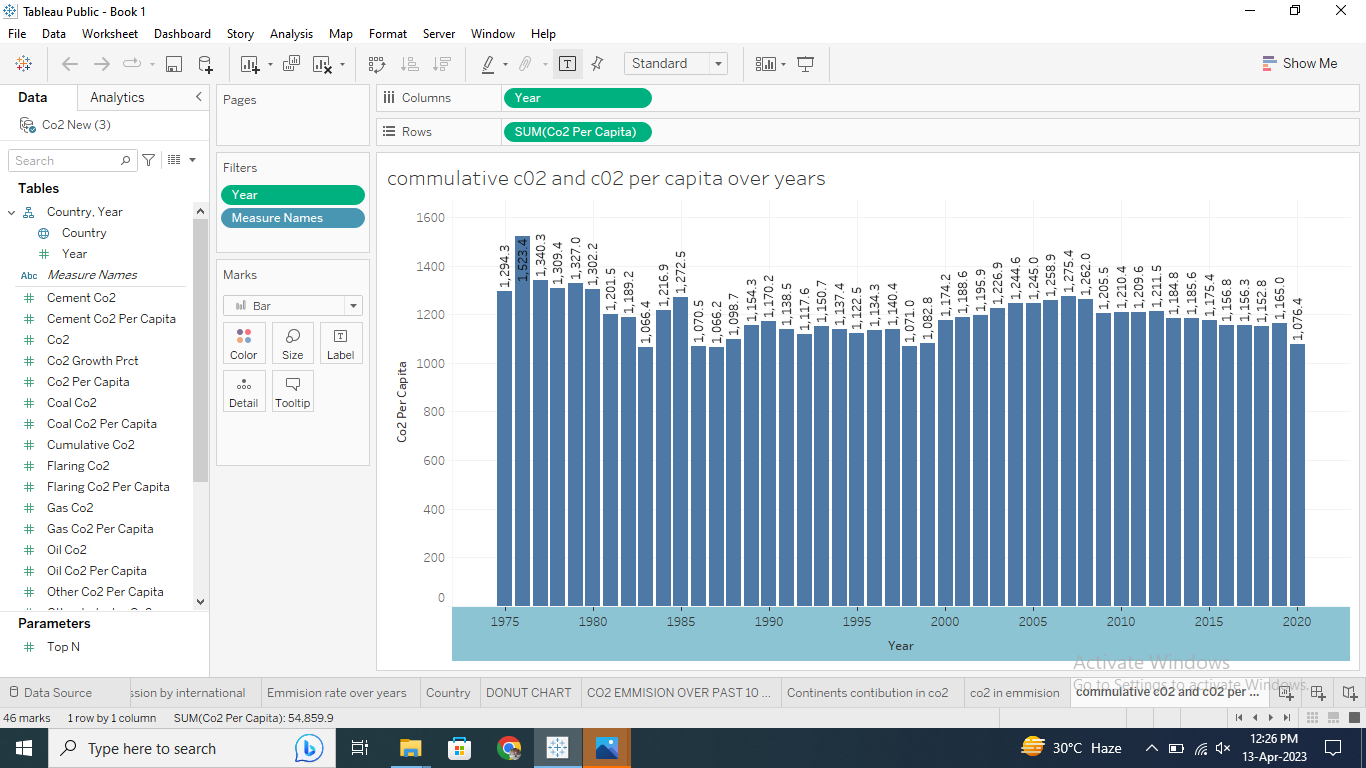 Tableau Public - Book 1
File Data Worksheet Dashboard Story Analysis Map Format Server Window Help
Standard
Show Me
Data Analytics
Co2 New (3)
Search
Tables
Country, Year
Country
Year
Abc Measure Names
Cement Co2
Cement Co2 Per Capita
Co2
Co2 Growth Prct
Co2 Per Capita
Coal Co2
Coal Co2 Per Capita
Cumulative Co2
Flaring Co2
Flaring Co2 Per Capita
Gas Co2
Gas Co2 Per Capita
Oil Co2
Oil Co2 Per Capita
Other Co2 Per Capita
Parameters
Top N
Pages
Filters
Year
Measure Names
Marks
Bar
Color Size Label
Detail Tooltip
Columns Year
Rows SUM(Co2 Per Capita)
commulative c02 and c02 per capita over years
Co2 Per Capita
1600
1400
1200
1000
800
600
400
200
0
1,294.3
1,523.4
1,340.3
1,309.4
1,327.0
1,302.2
1,201.5
1,189.2
1,066.4
1,216.9
1,272.5
1,070.5
1,066.2
1,098.7
1,154.3
1,170.2
1,138.5
1,117.6
1,150.7
1,137.4
1,122.5
1,134.3
1,140.4
1,071.0
1,082.8
1,174.2
1,188.6
1,195.9
1,226.9
1,244.6
1,245.0
1,258.9
1,275.4
1,262.0
1,205.5
1,210.4
1,209.6
1,211.5
1,184.8
1,185.6
1,175.4
1,156.8
1,156.3
1,152.8
1,165.0
1,076.4
1975 1980 1985 1990 1995 2000 2005 2010 2015 2020
Year
Activate Windows
Go to Settings to activate Windows.
Data Source ssion by international Emmision rate over years Country DONUT CHART CO2 EMMISION OVER PAST 10 ... Continents contibution in co2 co2 in emmision commulative c02 and c02 per ...
46 marks 1 row by 1 column SUM(Co2 Per Capita): 54,859.9
Type here to search
30°C Haze
12:26 PM
13-Apr-2023